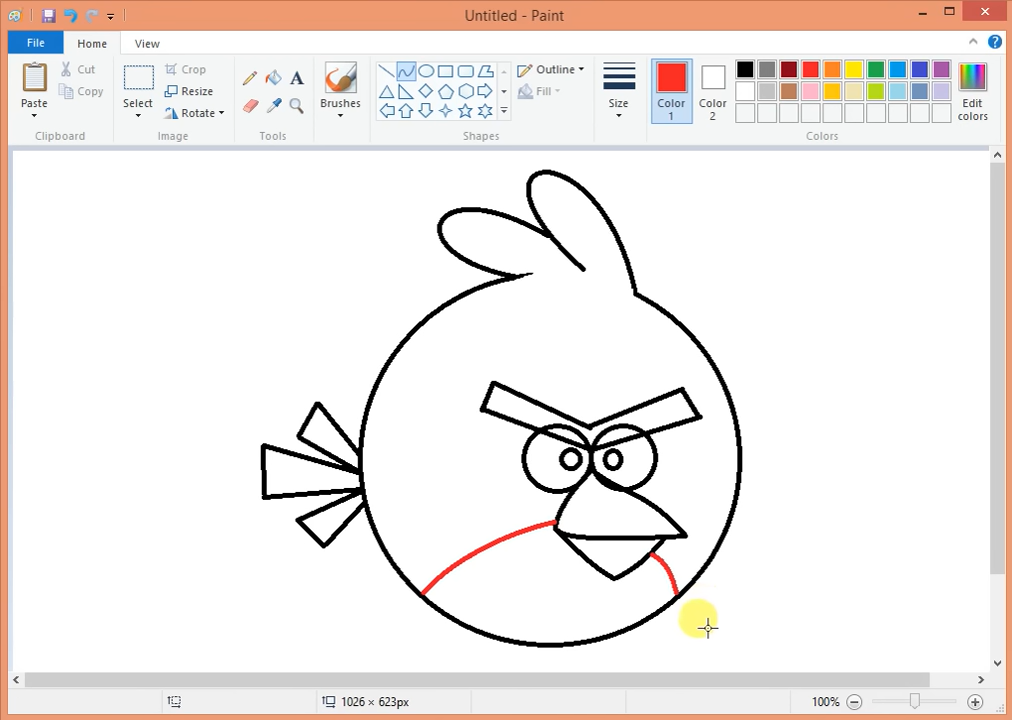 Untitled - Paint
File Home View
Paste
Cut
Copy
Clipboard
Select
Crop
Resize
Rotate
Image
A
Tools
Brushes
Outline
Fill
Shapes
Size
Color 1
Color 2
Edit colors
Colors
1026 × 623px
100%